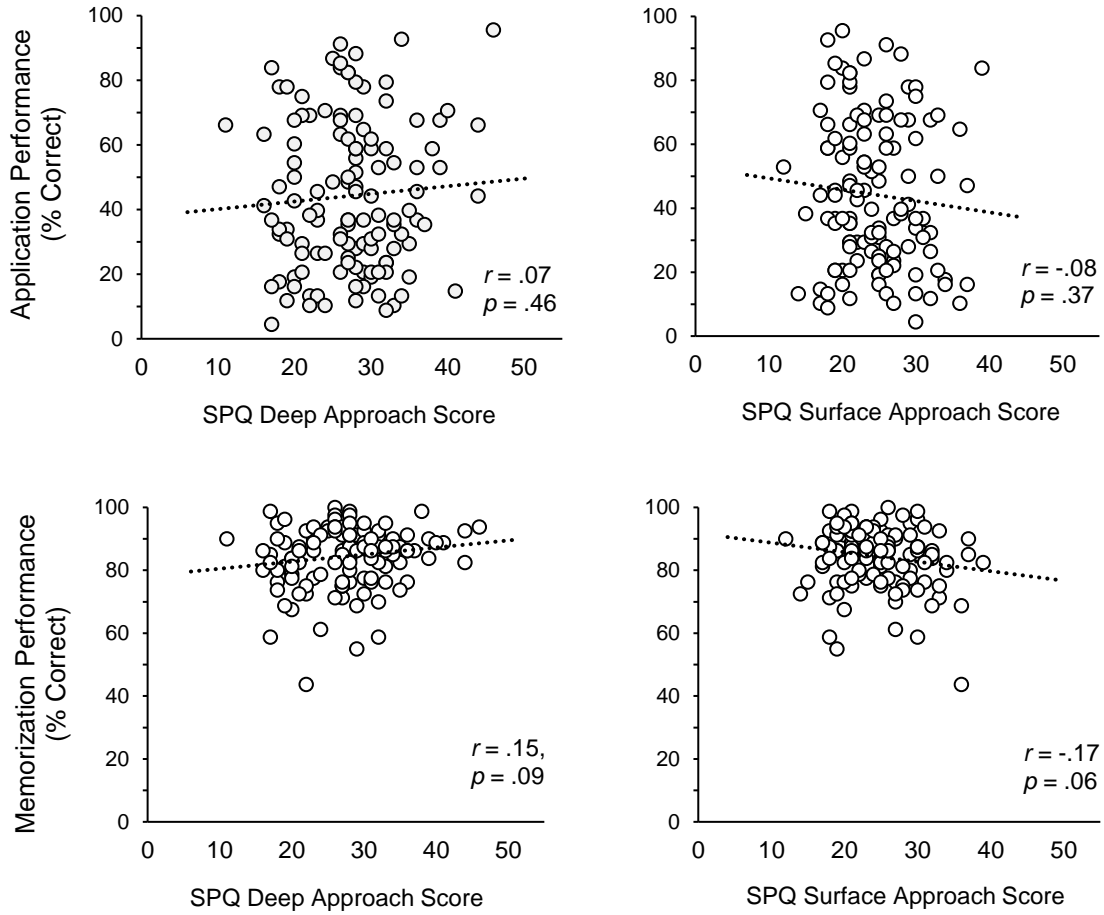 Application Performance
(% Correct)
100
80
60
40
20
0
0 10 20 30 40 50
SPQ Deep Approach Score
r = .07
p = .46
100
80
60
40
20
0
0 10 20 30 40 50
SPQ Surface Approach Score
r = -.08
p = .37
Memorization Performance
(% Correct)
100
80
60
40
20
0
0 10 20 30 40 50
SPQ Deep Approach Score
r = .15,
p = .09
100
80
60
40
20
0
0 10 20 30 40 50
SPQ Surface Approach Score
r = -.17
p = .06